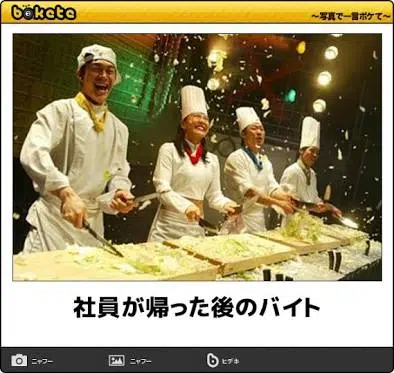 bokete
～写真で一言ボケて～
社員が帰った後のバイト
ニャフー
ニャフー
ヒデホ